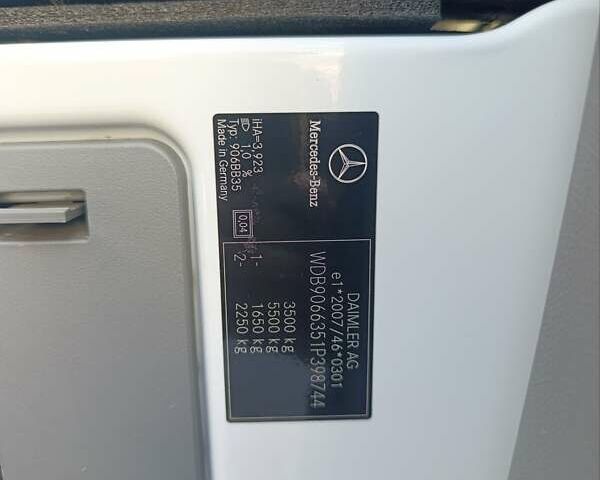 Mercedes-Benz
DAIMLER AG
e1*2007/46*0301
WDB9066351P398744
3500 kg
5500 kg
1- 1650 kg
2- 2250 kg
iHA=3,923
1,0 %
0,04
Typ: 906BB35
Made in Germany